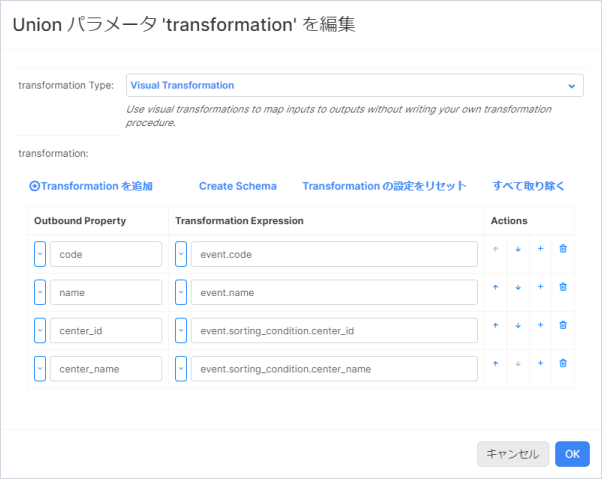 Union パラメータ 'transformation' を編集
transformation Type:
Visual Transformation
Use visual transformations to map inputs to outputs without writing your own transformation
procedure.
transformation:
Transformation を追加 Create Schema Transformation の設定をリセット すべて取り除く
Outbound Property Transformation Expression Actions
code event.code
name event.name
center_id event.sorting_condition.center_id
center_name event.sorting_condition.center_name
キャンセル OK